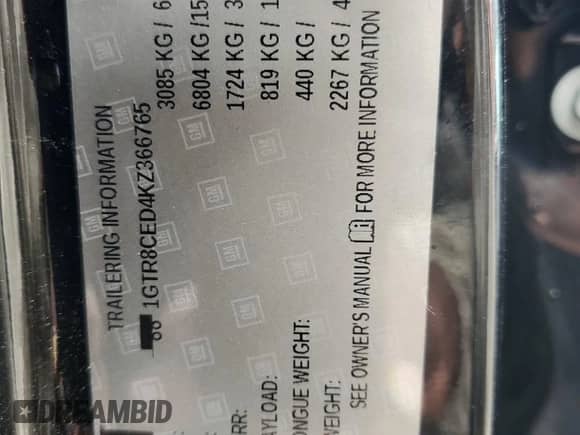 TRAILERING INFORMATION
1GTR8CED4KZ366765
3085 KG / 6
6804 KG /15
RR: 1724 KG / 3
AYLOAD: 819 KG / 1
ONGUE WEIGHT: 440 KG /
WEIGHT: 2267 KG / 4
SEE OWNER'S MANUAL FOR MORE INFORMATION
GM
DREAMBID